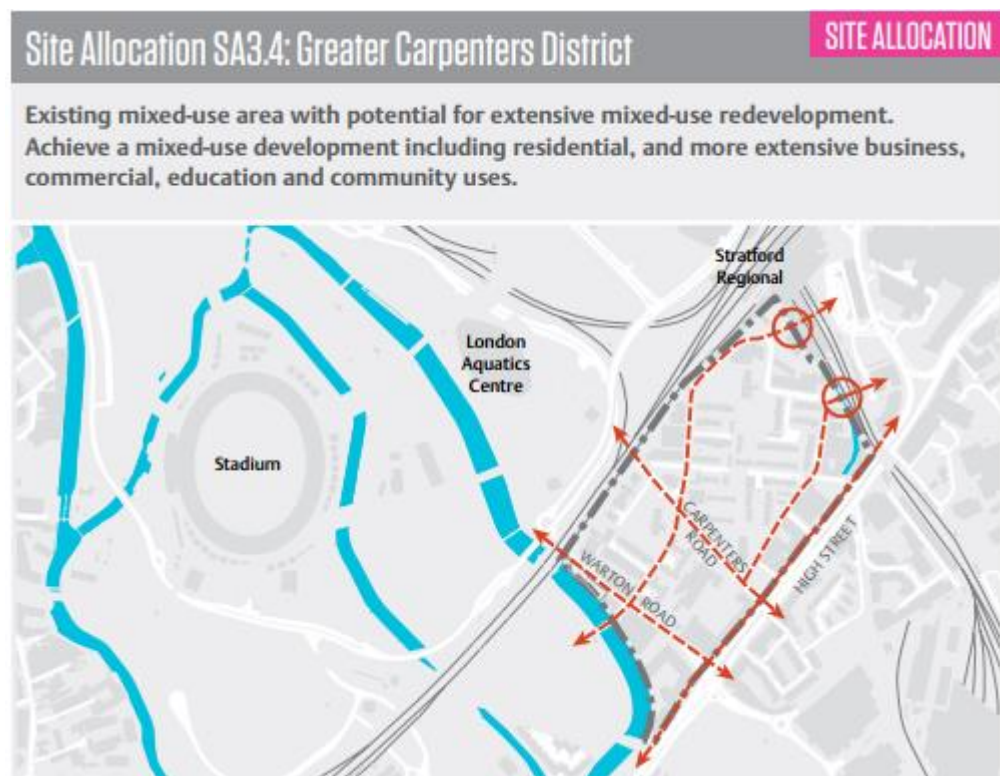 Site Allocation SA3.4: Greater Carpenters District
SITE ALLOCATION
Existing mixed-use area with potential for extensive mixed-use redevelopment.
Achieve a mixed-use development including residential, and more extensive business,
commercial, education and community uses.
Stratford
Regional
London
Aquatics
Centre
Stadium
CARPENTERS
ROAD
HIGH STREET
WARTON ROAD